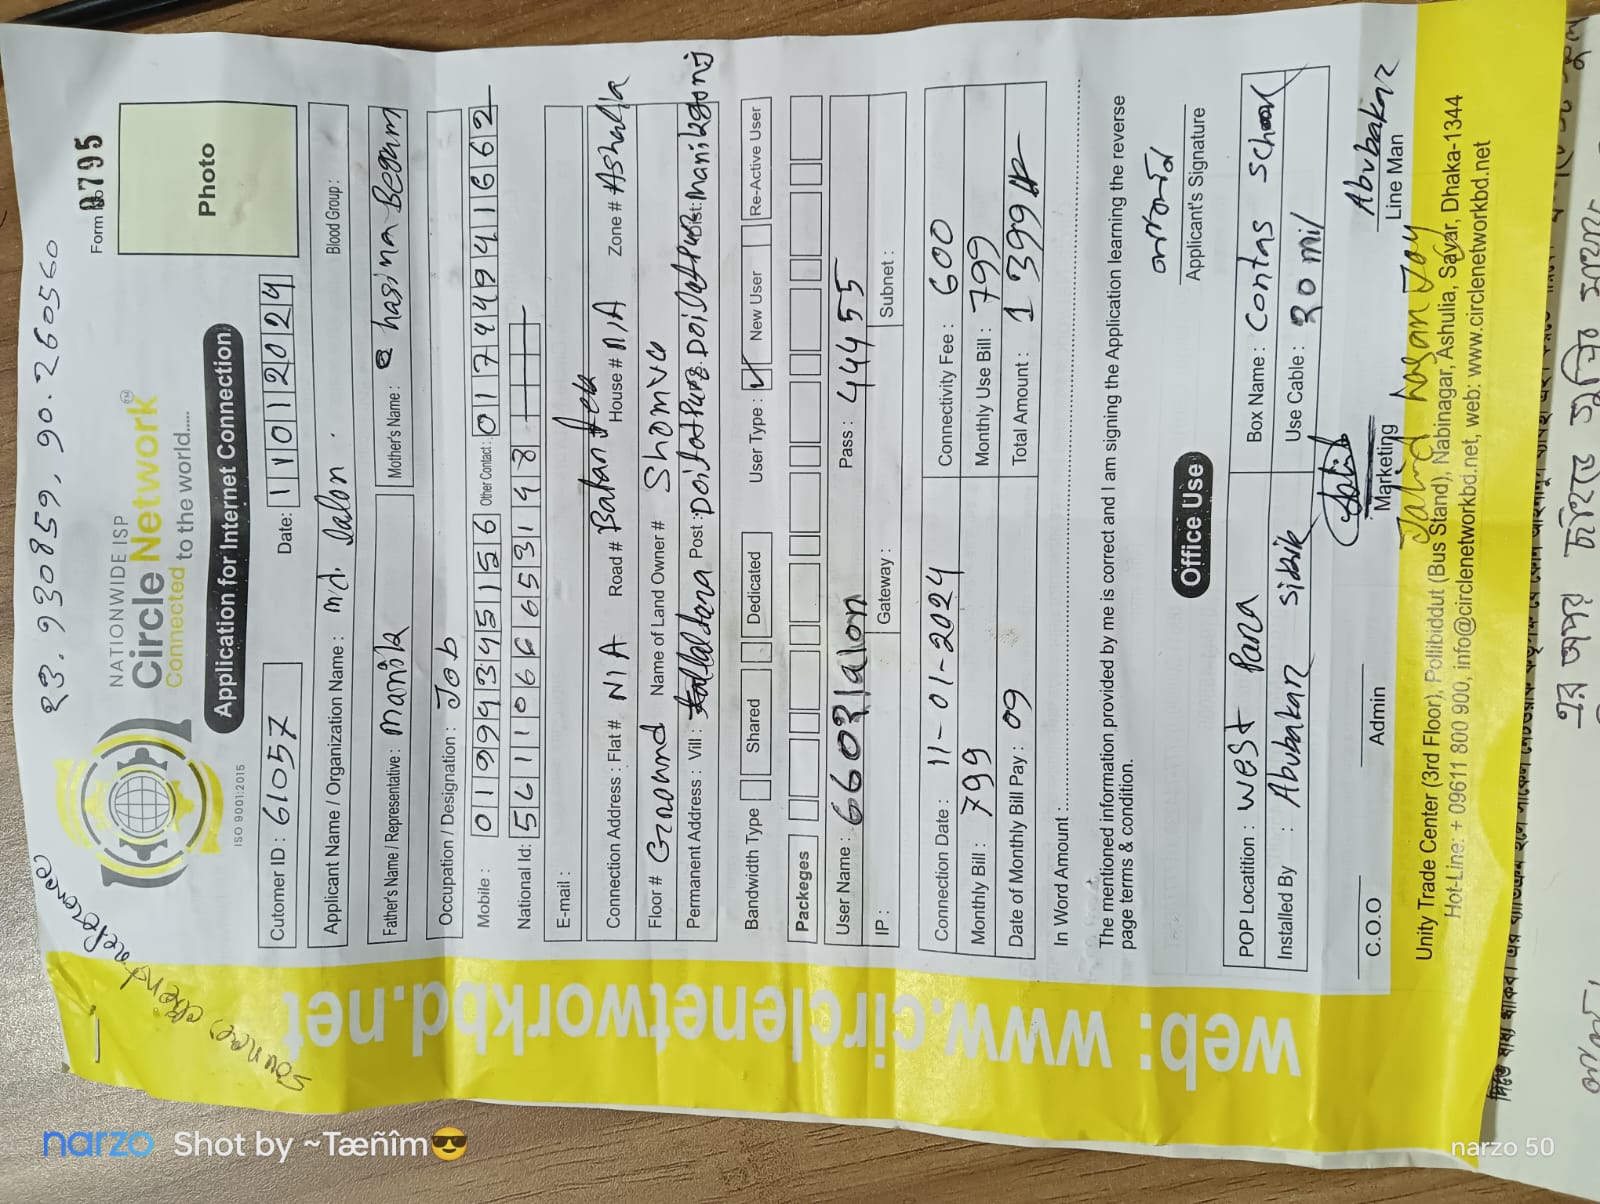 23.930859, 90.260560
Form No
0795
NATIONWIDE ISP
Circle Network
TM
Connected to the world.....
ISO 9001:2015
Application for Internet Connection
Photo
Cutomer ID : 61057
Date: 11012024
Applicant Name / Organization Name : md. lalon .
Blood Group :
Father's Name / Representative : manik
Mother's Name : hasina Begum
Occupation / Designation : Job
Mobile : 01994345156 Other Contact : 01744941662
National Id: 5611066653148
E-mail :
Connection Address : Flat # N/A Road # House # N/A Zone # Ashulia
Floor # Ground Name of Land Owner #
Permanent Address : Vill : Post : Dist: manikgonj
Bandwidth Type Shared Dedicated User Type : ✓ New User Re-Active User
Packeges
User Name : Pass : 44455
IP : Gateway : Subnet :
Connection Date : 11-01-2024 Connectivity Fee : 600
Monthly Bill : 799 Monthly Use Bill : 799
Date of Monthly Bill Pay : 09 Total Amount : 1399
In Word Amount :
The mentioned information provided by me is correct and I am signing the Application learning the reverse
page terms & condition.
Applicant's Signature
Office Use
POP Location : west Para Box Name : Contas School
Installed By : Abubakar siddik Use Cable :
Abubakar
C.O.O Admin Marketing Line Man
Jahid hasan Joy
Unity Trade Center (3rd Floor), Pollibiddut (Bus Stand), Nabinagar, Ashulia, Savar, Dhaka-1344
Hot-Line: + 09611 800 900, info@circlenetworkbd.net, web: www.circlenetworkbd.net
web: www.circlenetworkbd.net
narzo Shot by ~Tæñîm😎
narzo 50